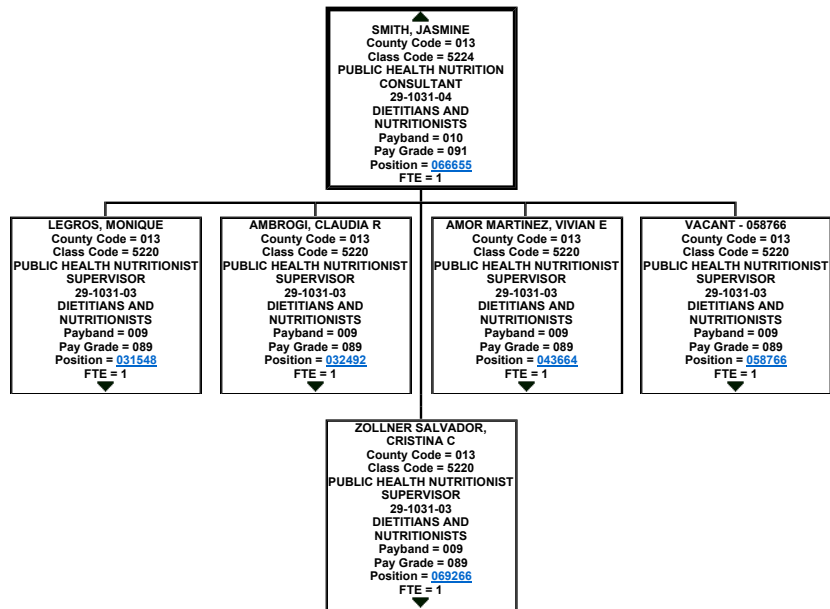 SMITH, JASMINE
County Code = 013
Class Code = 5224
PUBLIC HEALTH NUTRITION
CONSULTANT
29-1031-04
DIETITIANS AND
NUTRITIONISTS
Payband = 010
Pay Grade = 091
Position = 066655
FTE = 1
LEGROS, MONIQUE
County Code = 013
Class Code = 5220
PUBLIC HEALTH NUTRITIONIST
SUPERVISOR
29-1031-03
DIETITIANS AND
NUTRITIONISTS
Payband = 009
Pay Grade = 089
Position = 031548
FTE = 1
AMBROGI, CLAUDIA R
County Code = 013
Class Code = 5220
PUBLIC HEALTH NUTRITIONIST
SUPERVISOR
29-1031-03
DIETITIANS AND
NUTRITIONISTS
Payband = 009
Pay Grade = 089
Position = 032492
FTE = 1
AMOR MARTINEZ, VIVIAN E
County Code = 013
Class Code = 5220
PUBLIC HEALTH NUTRITIONIST
SUPERVISOR
29-1031-03
DIETITIANS AND
NUTRITIONISTS
Payband = 009
Pay Grade = 089
Position = 043664
FTE = 1
VACANT - 058766
County Code = 013
Class Code = 5220
PUBLIC HEALTH NUTRITIONIST
SUPERVISOR
29-1031-03
DIETITIANS AND
NUTRITIONISTS
Payband = 009
Pay Grade = 089
Position = 058766
FTE = 1
ZOLLNER SALVADOR,
CRISTINA C
County Code = 013
Class Code = 5220
PUBLIC HEALTH NUTRITIONIST
SUPERVISOR
29-1031-03
DIETITIANS AND
NUTRITIONISTS
Payband = 009
Pay Grade = 089
Position = 069266
FTE = 1